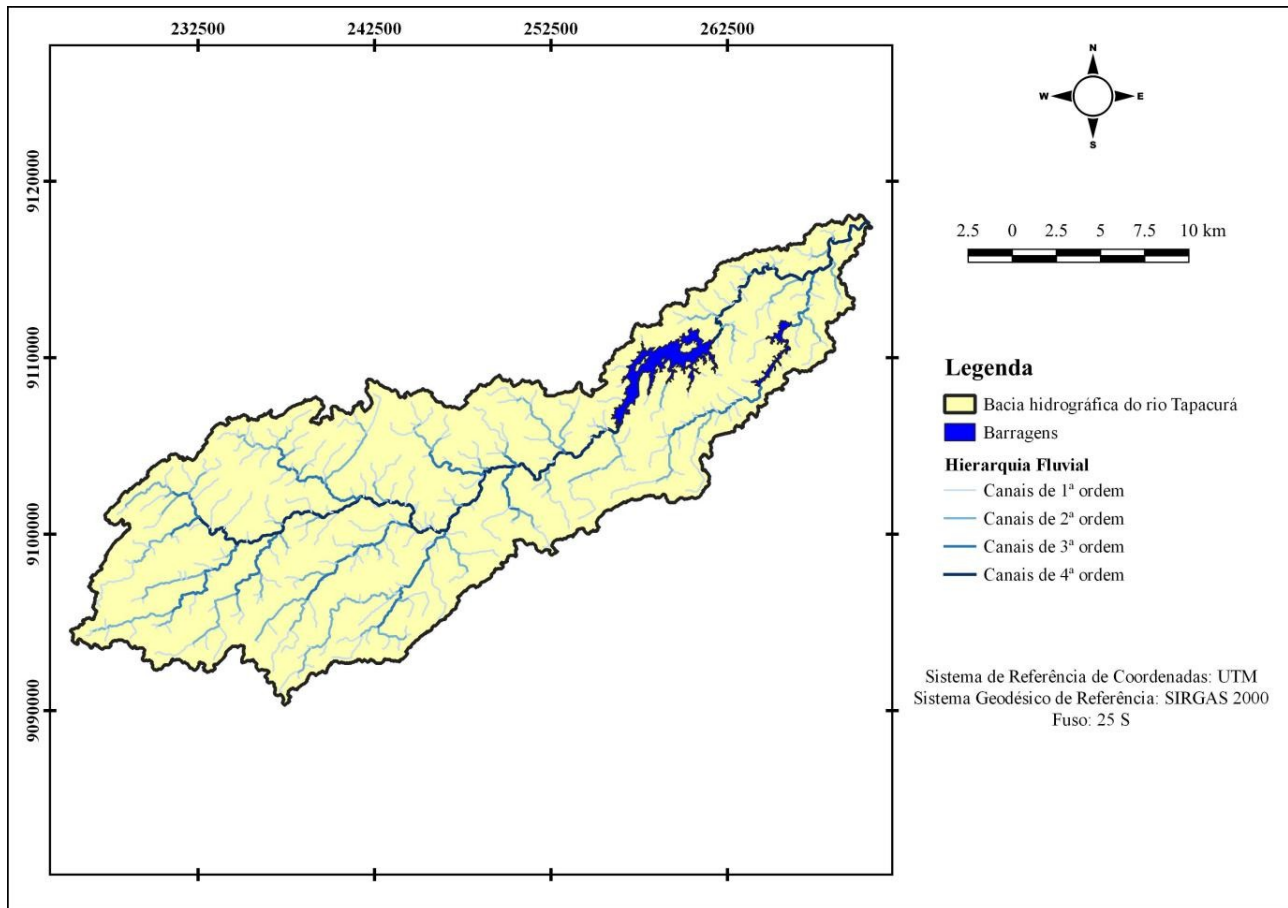 232500 242500 252500 262500
9120000
9110000
9100000
9090000
N
W E
S
2.5 0 2.5 5 7.5 10 km
Legenda
Bacia hidrográfica do rio Tapacurá
Barragens
Hierarquia Fluvial
Canais de 1ª ordem
Canais de 2ª ordem
Canais de 3ª ordem
Canais de 4ª ordem
Sistema de Referência de Coordenadas: UTM
Sistema Geodésico de Referência: SIRGAS 2000
Fuso: 25 S